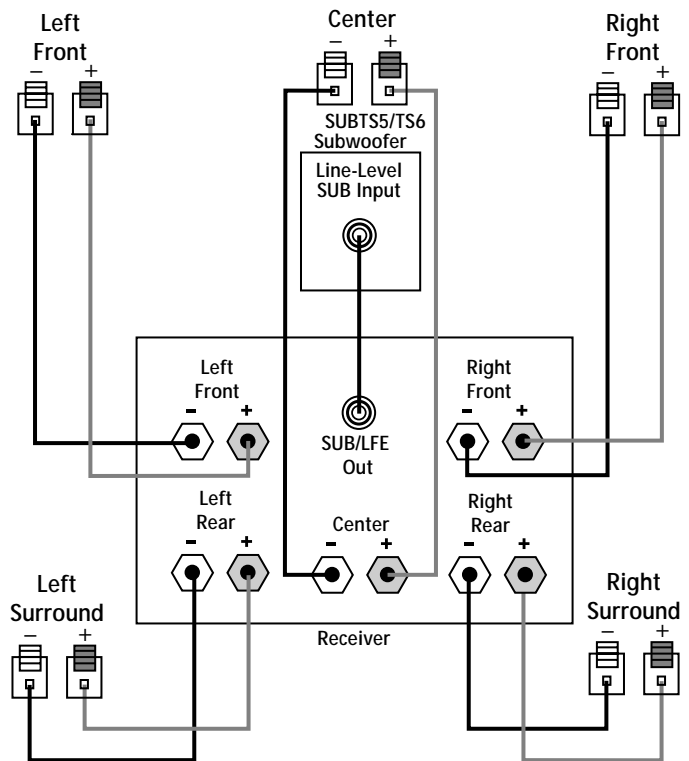 Left
Front
- +
Center
- +
Right
Front
- +
SUBTS5/TS6
Subwoofer
Line-Level
SUB Input
Left
Front
- +
SUB/LFE
Out
Right
Front
- +
Left
Rear
- +
Center
- +
Right
Rear
- +
Receiver
Left
Surround
- +
Right
Surround
- +